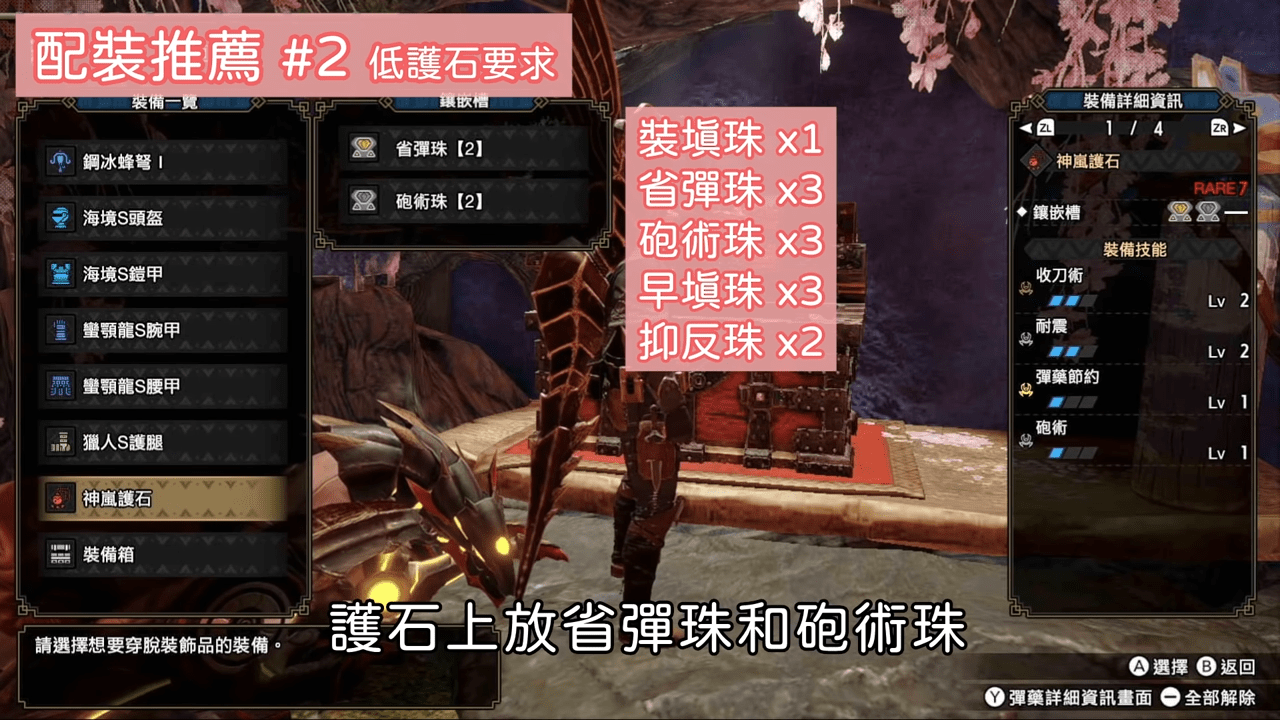 配裝推薦 #2 低護石要求
裝備一覽
鋼冰蜂弩 I
海境S頭盔
海境S鎧甲
蠻顎龍S腕甲
蠻顎龍S腰甲
獵人S護腿
神嵐護石
裝備箱
請選擇想要穿脫裝飾品的裝備。
鑲嵌槽
省彈珠【2】
砲術珠【2】
裝填珠 x1
省彈珠 x3
砲術珠 x3
早填珠 x3
抑反珠 x2
裝備詳細資訊
ZL 1 / 4 ZR
神嵐護石
RARE 7
鑲嵌槽
裝備技能
收刀術
Lv 2
耐震
Lv 2
彈藥節約
Lv 1
砲術
Lv 1
護石上放省彈珠和砲術珠
A 選擇 B 返回
Y 彈藥詳細資訊畫面 全部解除